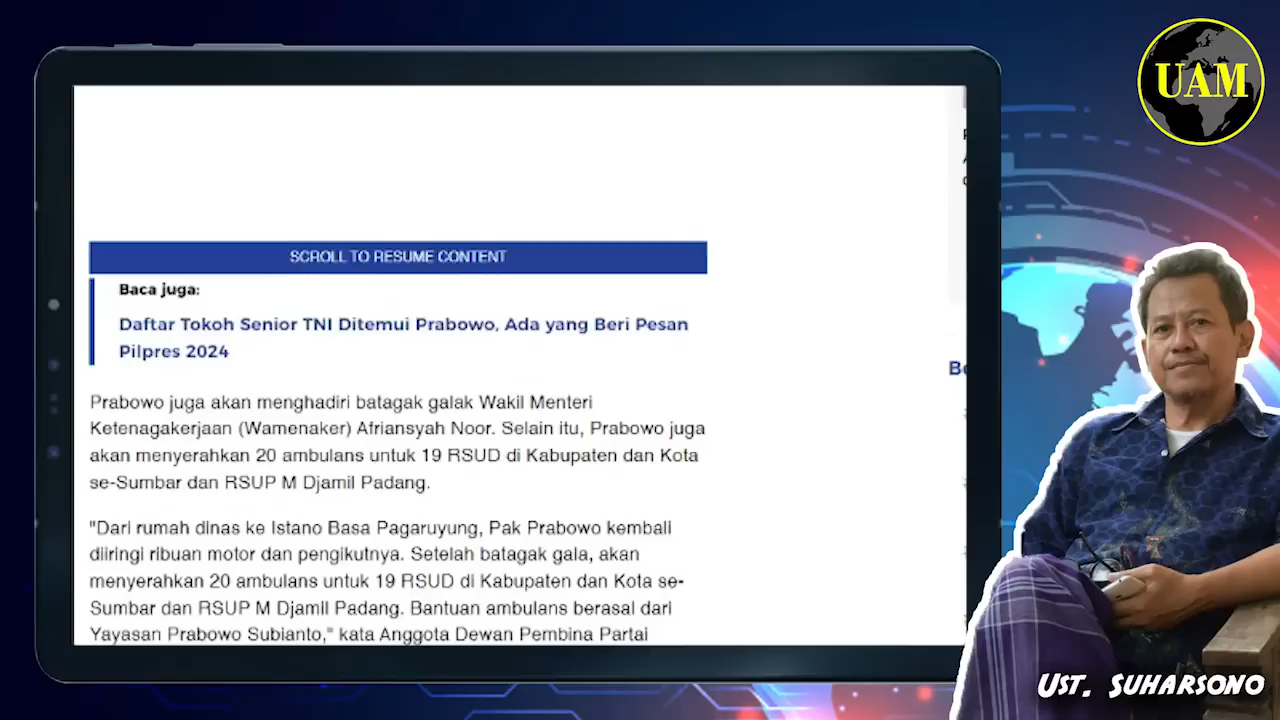 UAM
SCROLL TO RESUME CONTENT
Baca juga:
Daftar Tokoh Senior TNI Ditemui Prabowo, Ada yang Beri Pesan
Pilpres 2024
Prabowo juga akan menghadiri batagak galak Wakil Menteri
Ketenagakerjaan (Wamenaker) Afriansyah Noor. Selain itu, Prabowo juga
akan menyerahkan 20 ambulans untuk 19 RSUD di Kabupaten dan Kota
se-Sumbar dan RSUP M Djamil Padang.
"Dari rumah dinas ke Istano Basa Pagaruyung, Pak Prabowo kembali
diiringi ribuan motor dan pengikutnya. Setelah batagak gala, akan
menyerahkan 20 ambulans untuk 19 RSUD di Kabupaten dan Kota se-
Sumbar dan RSUP M Djamil Padang. Bantuan ambulans berasal dari
Yayasan Prabowo Subianto," kata Anggota Dewan Pembina Partai
UST. SUHARSONO